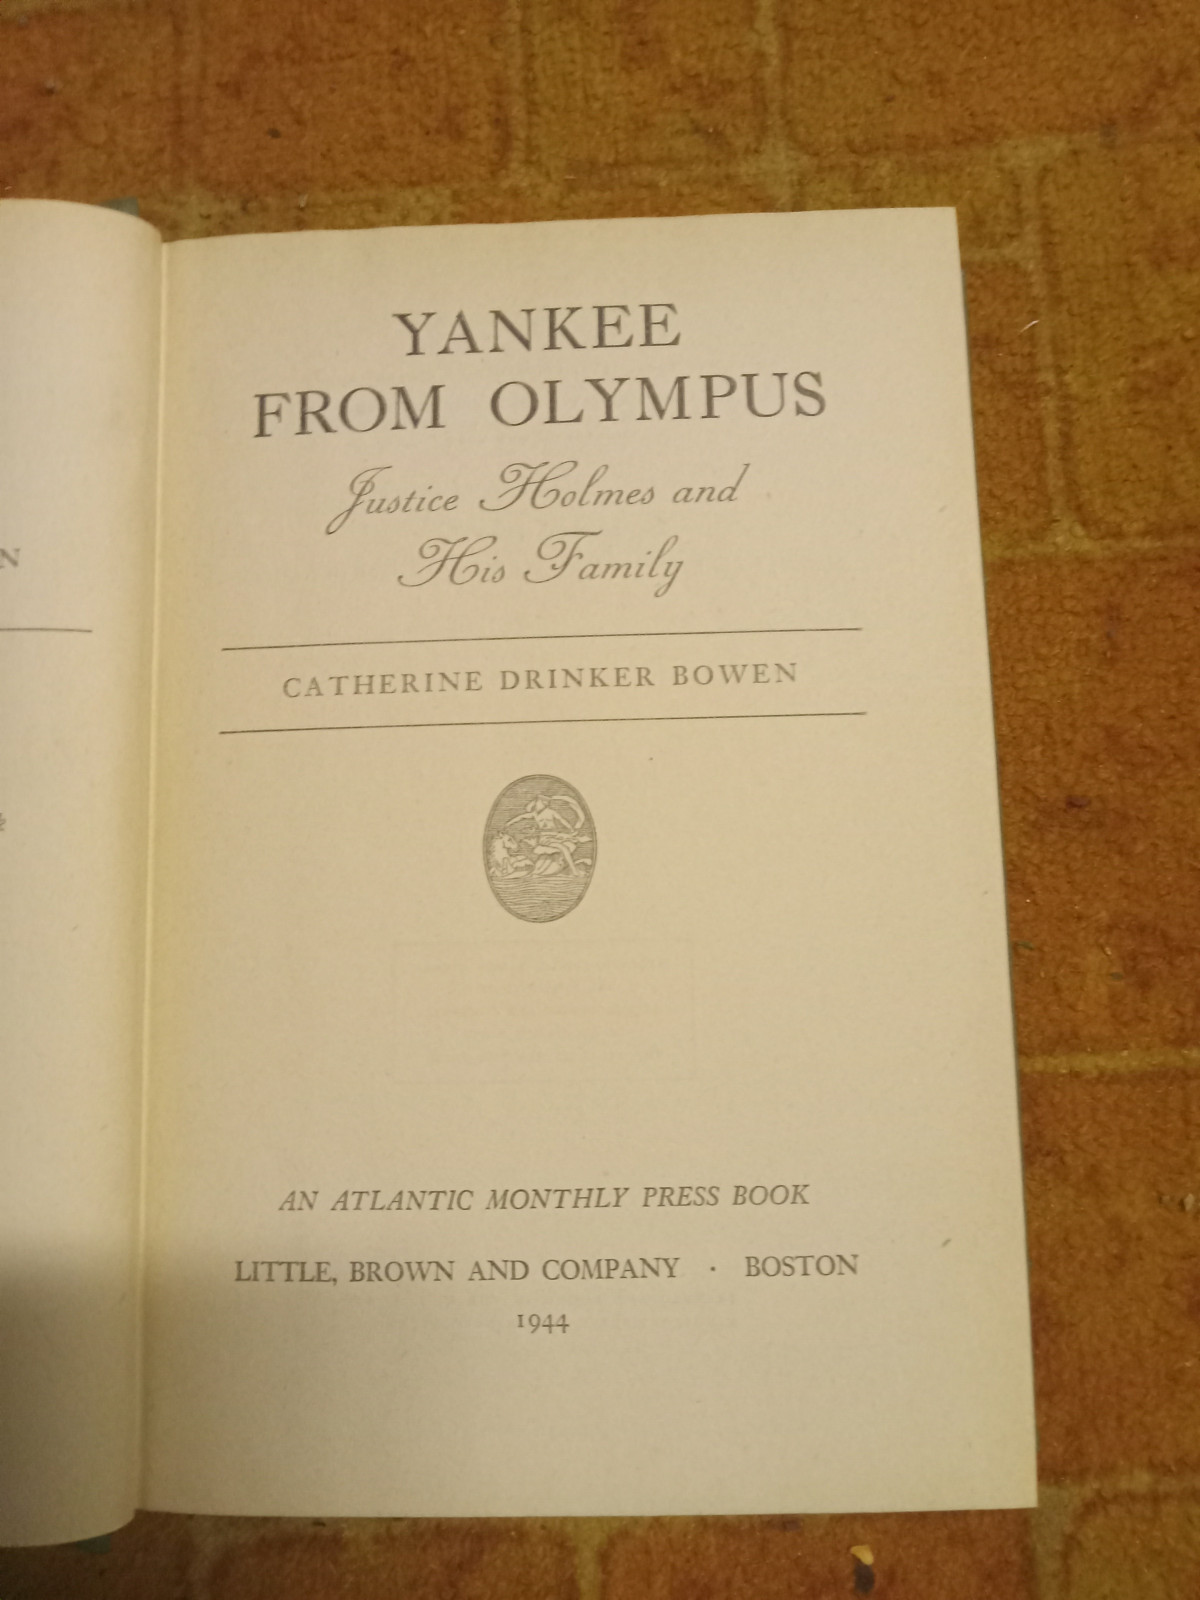 YANKEE
FROM OLYMPUS
Justice Holmes and
His Family
CATHERINE DRINKER BOWEN
AN ATLANTIC MONTHLY PRESS BOOK
LITTLE, BROWN AND COMPANY · BOSTON
1944